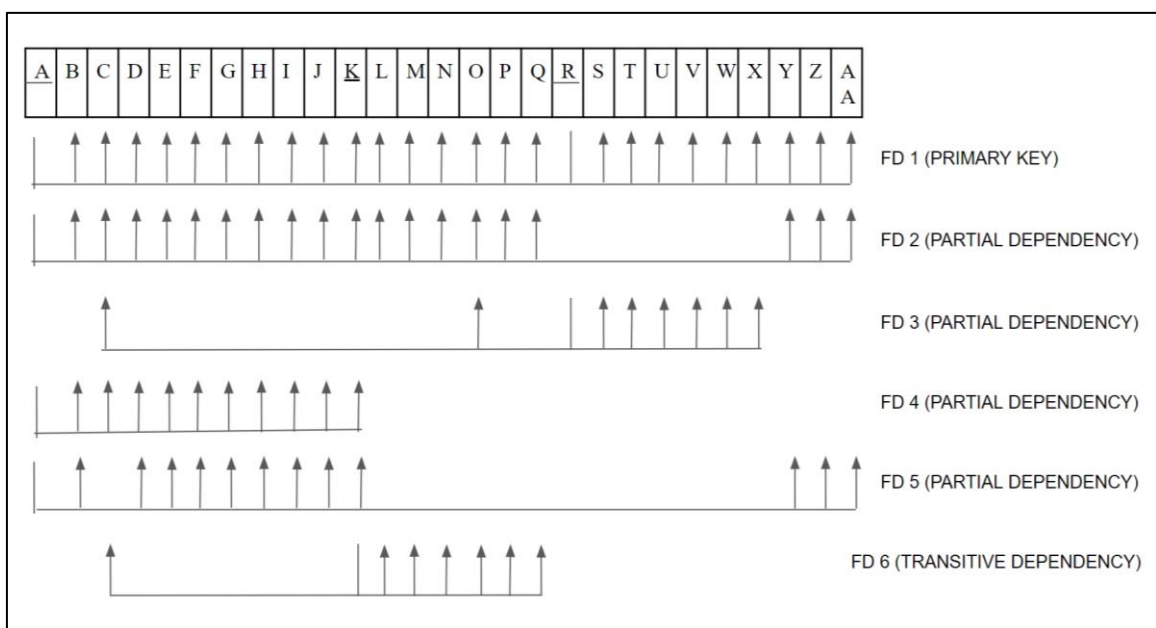 A B C D E F G H I J K L M N O P Q R S T U V W X Y Z A
A
FD 1 (PRIMARY KEY)
FD 2 (PARTIAL DEPENDENCY)
FD 3 (PARTIAL DEPENDENCY)
FD 4 (PARTIAL DEPENDENCY)
FD 5 (PARTIAL DEPENDENCY)
FD 6 (TRANSITIVE DEPENDENCY)